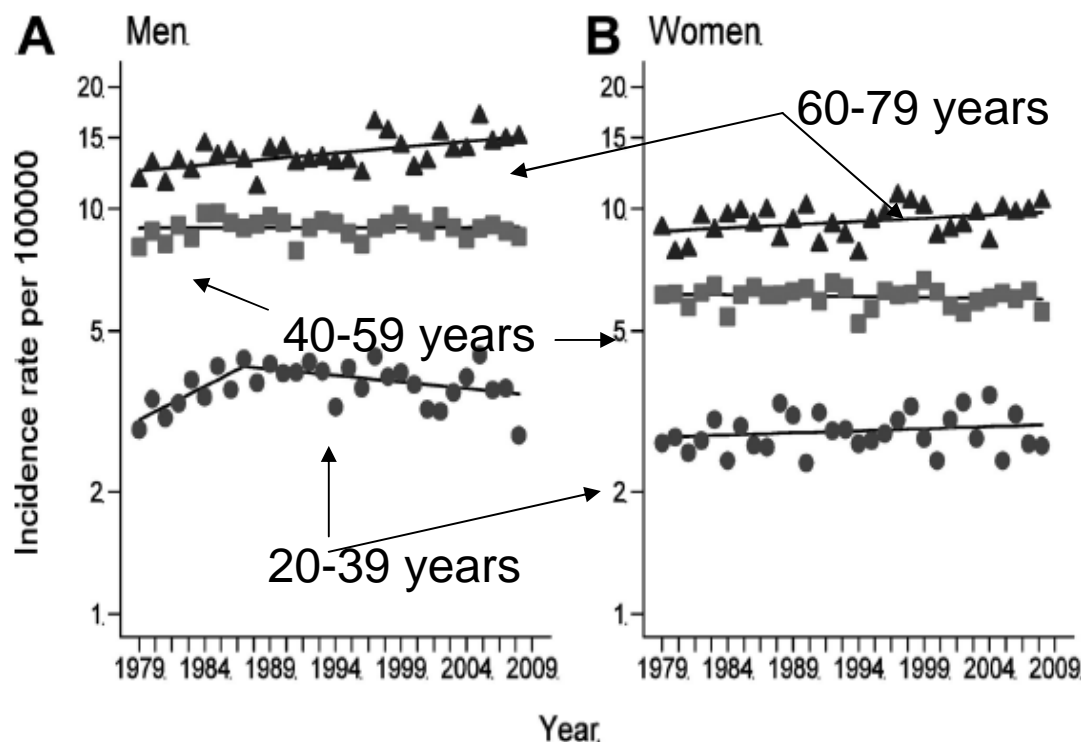 A Men.
B Women.
60-79 years
40-59 years
20-39 years
Incidence rate per 100000
20.
15.
10.
5.
2.
1.
20.
15.
10.
5.
2.
1.
1979. 1984. 1989. 1994. 1999. 2004. 2009.
1979. 1984. 1989. 1994. 1999. 2004. 2009.
Year.